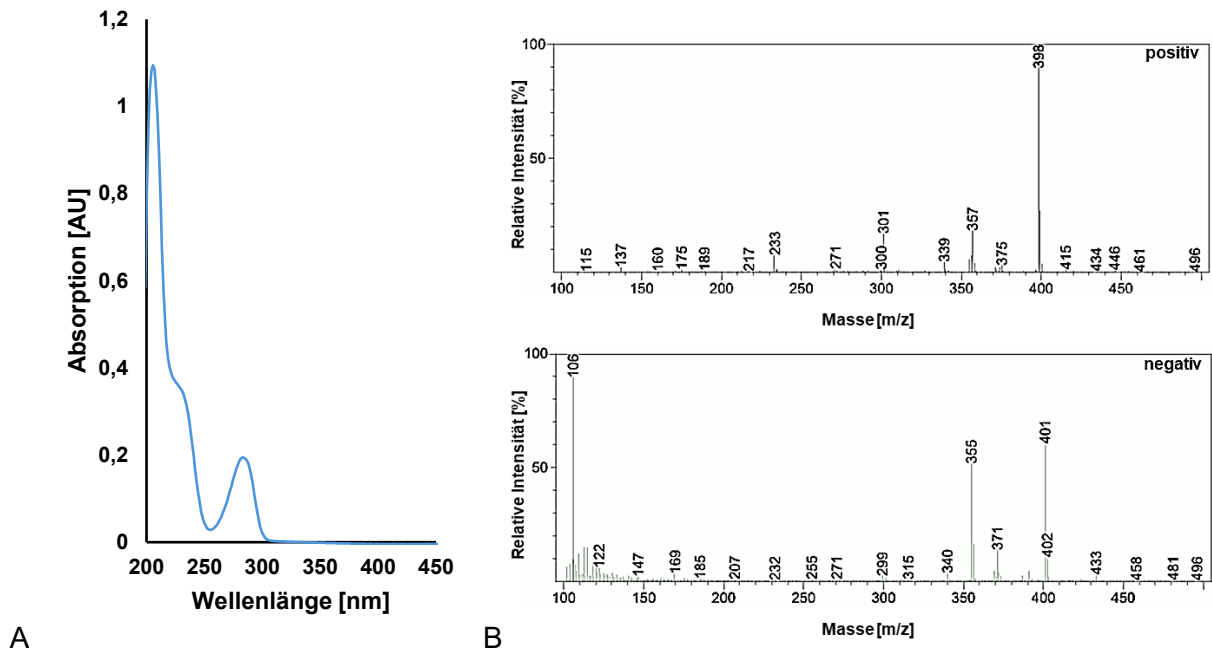 1,2
1
0,8
0,6
0,4
0,2
0
Absorption [AU]
200 250 300 350 400 450
Wellenlänge [nm]
A
positiv
100
50
Relative Intensität [%]
115 137 160 175 189 217 233 271 300 301 339 357 375 398 415 434 446 461 496
100 150 200 250 300 350 400 450
Masse [m/z]
negativ
100
50
Relative Intensität [%]
106 122 147 169 185 207 232 255 271 299 315 340 355 371 401 402 433 458 481 496
100 150 200 250 300 350 400 450
Masse [m/z]
B